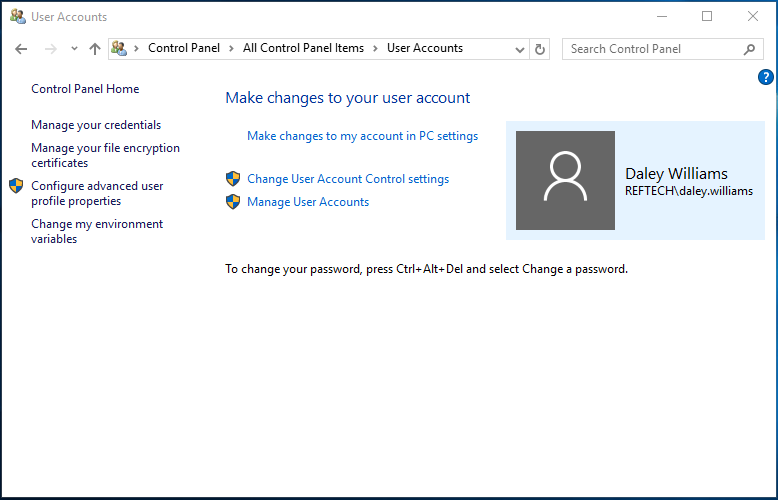 User Accounts
Control Panel > All Control Panel Items > User Accounts
Search Control Panel
?
Control Panel Home
Manage your credentials
Manage your file encryption
certificates
Configure advanced user
profile properties
Change my environment
variables
Make changes to your user account
Make changes to my account in PC settings
Change User Account Control settings
Manage User Accounts
Daley Williams
REFTECH\daley.williams
To change your password, press Ctrl+Alt+Del and select Change a password.